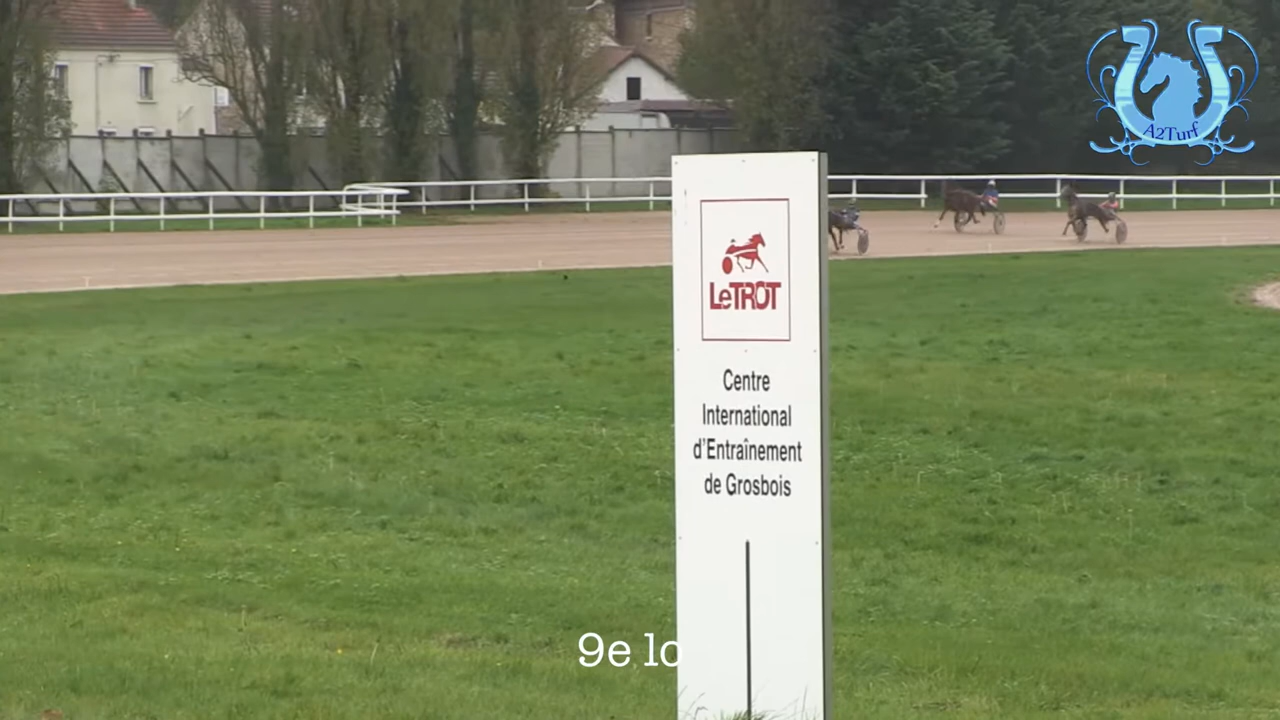 A2Turf
LeTROT
Centre
International
d'Entraînement
de Grosbois
9e lo